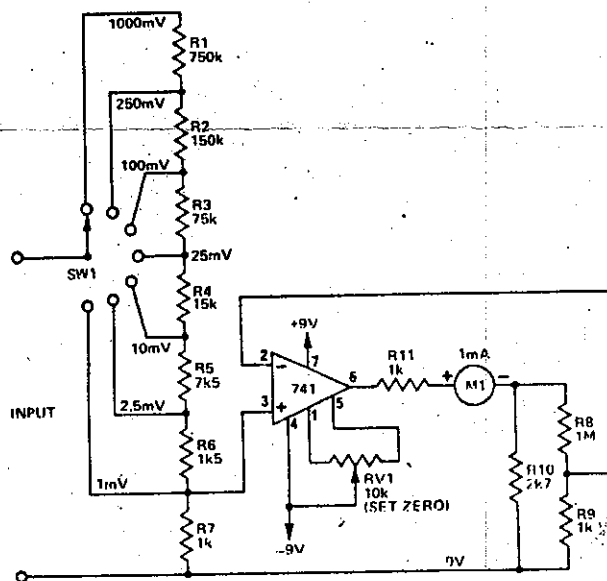 1000mV
R1
750k
250mV
R2
150k
100mV
R3
75k
25mV
SW1
R4
15k
10mV
R5
7k5
2.5mV
INPUT
R6
1k5
1mV
R7
1k
+9V
2
7
741
6
3
1
5
4
R11
1k
1mA
+
M1
-
R8
1M
R10
2k7
R9
1k
RV1
10k
(SET ZERO)
-9V
0V